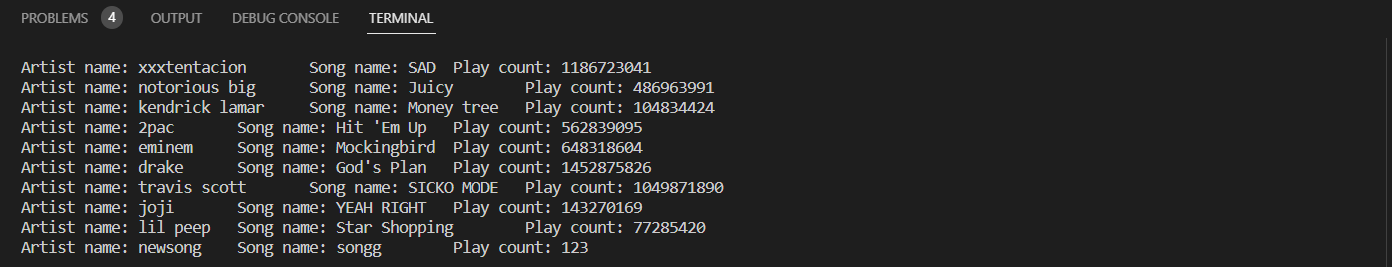 PROBLEMS 4 OUTPUT DEBUG CONSOLE TERMINAL
Artist name: xxxtentacion Song name: SAD Play count: 1186723041
Artist name: notorious big Song name: Juicy Play count: 486963991
Artist name: kendrick lamar Song name: Money tree Play count: 104834424
Artist name: 2pac Song name: Hit 'Em Up Play count: 562839095
Artist name: eminem Song name: Mockingbird Play count: 648318604
Artist name: drake Song name: God's Plan Play count: 1452875826
Artist name: travis scott Song name: SICKO MODE Play count: 1049871890
Artist name: joji Song name: YEAH RIGHT Play count: 143270169
Artist name: lil peep Song name: Star Shopping Play count: 77285420
Artist name: newsong Song name: songg Play count: 123